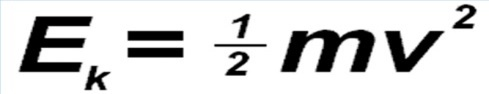 Eₖ = ½ mv²